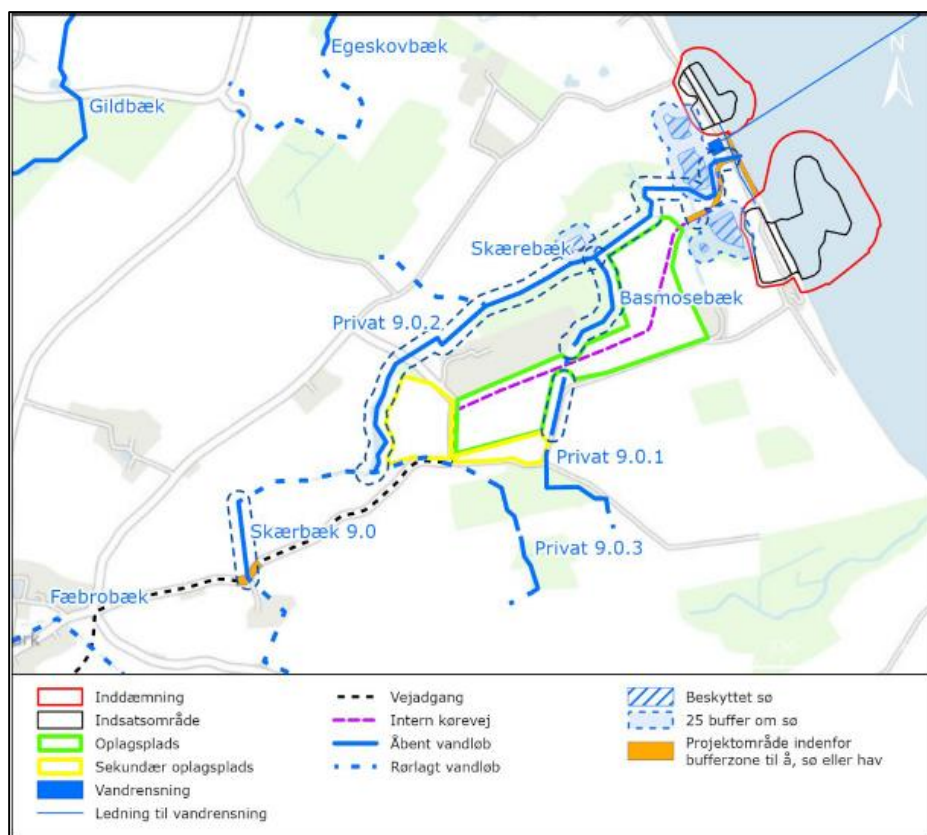 Egeskovbæk
N
Gildbæk
Skærebæk
Basmosebæk
Privat 9.0.2
Privat 9.0.1
Skærbæk 9.0
Privat 9.0.3
Fæbrobæk
ark
Inddæmning
Indsatsområde
Oplagsplads
Sekundær oplagsplads
Vandrensning
Ledning til vandrensning
Vejadgang
Intern kørevej
Åbent vandløb
Rørlagt vandløb
Beskyttet sø
25 buffer om sø
Projektområde indenfor
bufferzone til å, sø eller hav